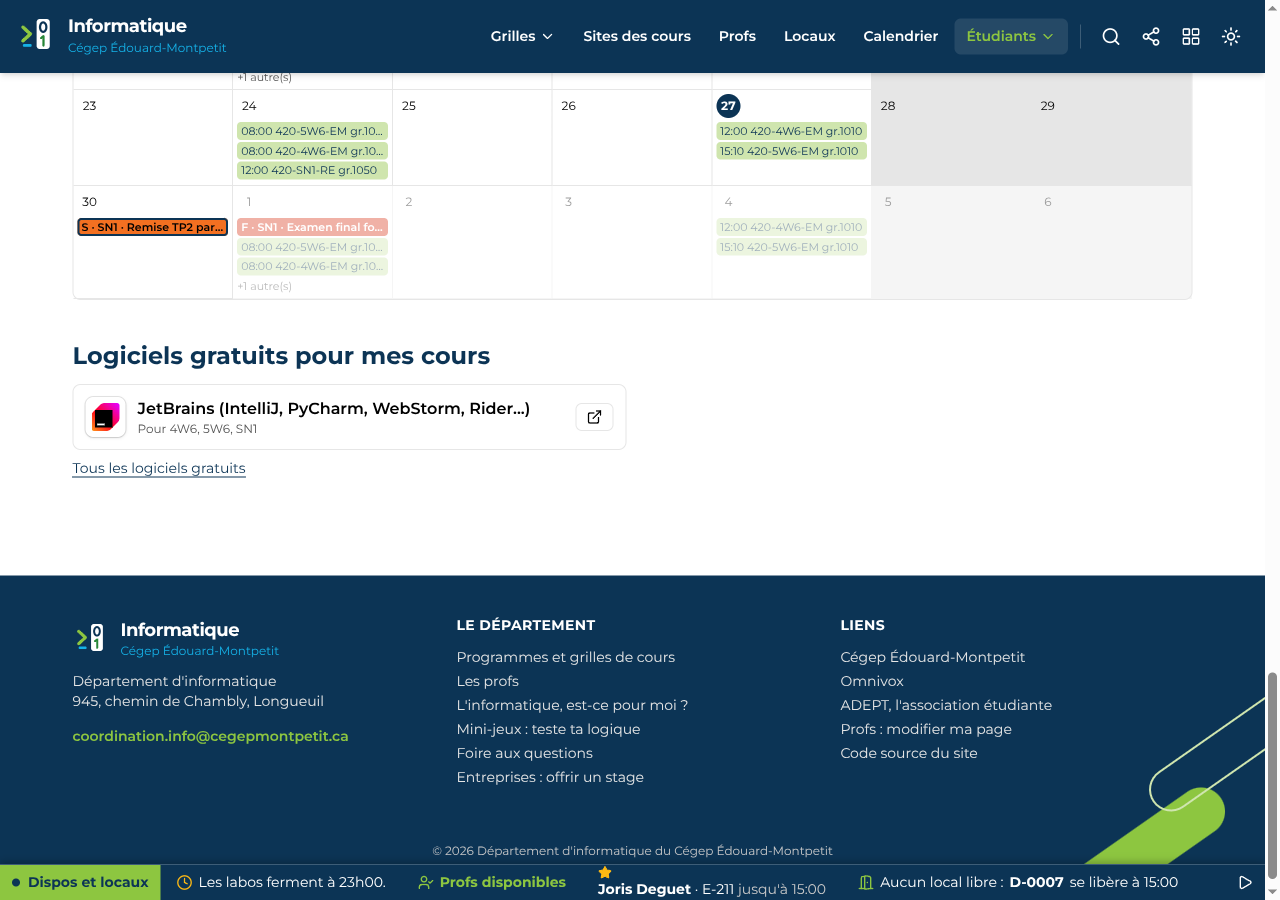 Informatique
Cégep Édouard-Montpetit
Grilles
Sites des cours
Profs
Locaux
Calendrier
Étudiants
+1 autre(s)
23
24
25
26
27
28
29
08:00 420-5W6-EM gr.10...
12:00 420-4W6-EM gr.1010
08:00 420-4W6-EM gr.10...
15:10 420-5W6-EM gr.1010
12:00 420-SN1-RE gr.1050
30
1
2
3
4
5
6
S · SN1 · Remise TP2 par...
F · SN1 · Examen final fo...
12:00 420-4W6-EM gr.1010
08:00 420-5W6-EM gr.10...
15:10 420-5W6-EM gr.1010
08:00 420-4W6-EM gr.10...
+1 autre(s)
Logiciels gratuits pour mes cours
JetBrains (IntelliJ, PyCharm, WebStorm, Rider...)
Pour 4W6, 5W6, SN1
Tous les logiciels gratuits
Informatique
Cégep Édouard-Montpetit
Département d'informatique
945, chemin de Chambly, Longueuil
coordination.info@cegepmontpetit.ca
LE DÉPARTEMENT
Programmes et grilles de cours
Les profs
L'informatique, est-ce pour moi ?
Mini-jeux : teste ta logique
Foire aux questions
Entreprises : offrir un stage
LIENS
Cégep Édouard-Montpetit
Omnivox
ADEPT, l'association étudiante
Profs : modifier ma page
Code source du site
© 2026 Département d'informatique du Cégep Édouard-Montpetit
Dispos et locaux
Les labos ferment à 23h00.
Profs disponibles
Joris Deguet · E-211 jusqu'à 15:00
Aucun local libre : D-0007 se libère à 15:00